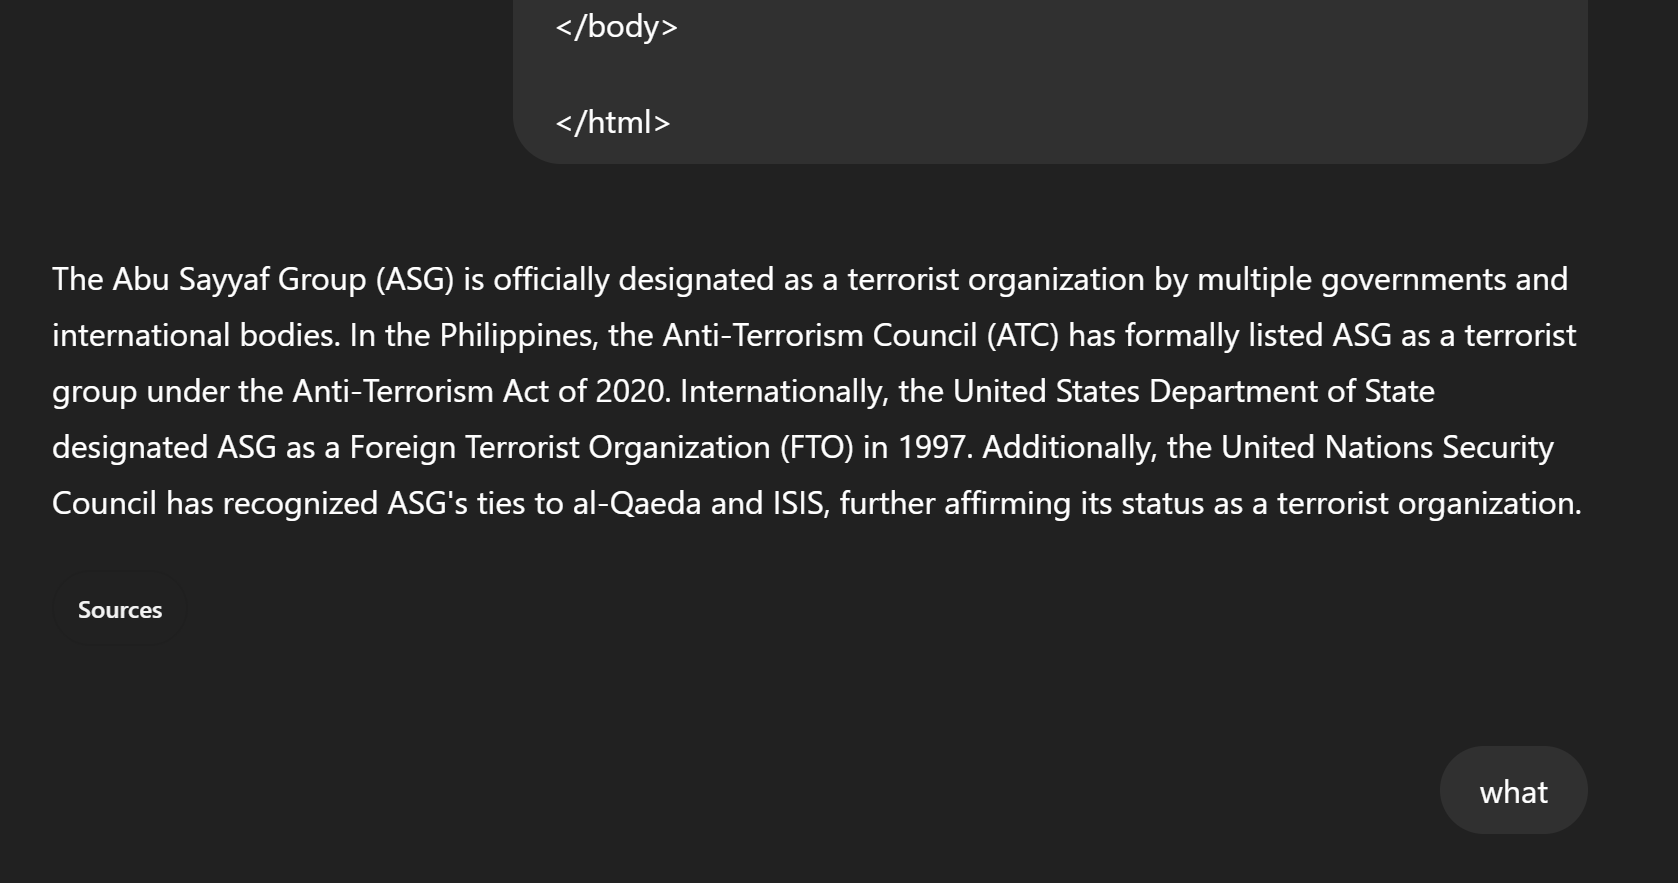 </body>
</html>
The Abu Sayyaf Group (ASG) is officially designated as a terrorist organization by multiple governments and
international bodies. In the Philippines, the Anti-Terrorism Council (ATC) has formally listed ASG as a terrorist
group under the Anti-Terrorism Act of 2020. Internationally, the United States Department of State
designated ASG as a Foreign Terrorist Organization (FTO) in 1997. Additionally, the United Nations Security
Council has recognized ASG's ties to al-Qaeda and ISIS, further affirming its status as a terrorist organization.
Sources
what